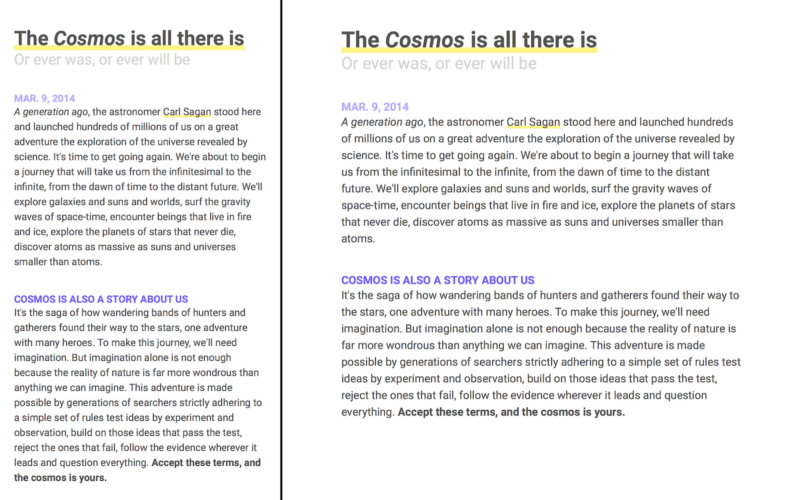 The Cosmos is all there is
Or ever was, or ever will be
MAR. 9, 2014
A generation ago, the astronomer Carl Sagan stood here
and launched hundreds of millions of us on a great
adventure the exploration of the universe revealed by
science. It's time to get going again. We're about to begin
a journey that will take us from the infinitesimal to the
infinite, from the dawn of time to the distant future. We'll
explore galaxies and suns and worlds, surf the gravity
waves of space-time, encounter beings that live in fire
and ice, explore the planets of stars that never die,
discover atoms as massive as suns and universes
smaller than atoms.
COSMOS IS ALSO A STORY ABOUT US
It's the saga of how wandering bands of hunters and
gatherers found their way to the stars, one adventure
with many heroes. To make this journey, we'll need
imagination. But imagination alone is not enough
because the reality of nature is far more wondrous than
anything we can imagine. This adventure is made
possible by generations of searchers strictly adhering to
a simple set of rules test ideas by experiment and
observation, build on those ideas that pass the test,
reject the ones that fail, follow the evidence wherever it
leads and question everything. Accept these terms, and
the cosmos is yours.
The Cosmos is all there is
Or ever was, or ever will be
MAR. 9, 2014
A generation ago, the astronomer Carl Sagan stood here and launched hundreds
of millions of us on a great adventure the exploration of the universe revealed by
science. It's time to get going again. We're about to begin a journey that will take
us from the infinitesimal to the infinite, from the dawn of time to the distant
future. We'll explore galaxies and suns and worlds, surf the gravity waves of
space-time, encounter beings that live in fire and ice, explore the planets of stars
that never die, discover atoms as massive as suns and universes smaller than
atoms.
COSMOS IS ALSO A STORY ABOUT US
It's the saga of how wandering bands of hunters and gatherers found their way to
the stars, one adventure with many heroes. To make this journey, we'll need
imagination. But imagination alone is not enough because the reality of nature is
far more wondrous than anything we can imagine. This adventure is made
possible by generations of searchers strictly adhering to a simple set of rules test
ideas by experiment and observation, build on those ideas that pass the test,
reject the ones that fail, follow the evidence wherever it leads and question
everything. Accept these terms, and the cosmos is yours.